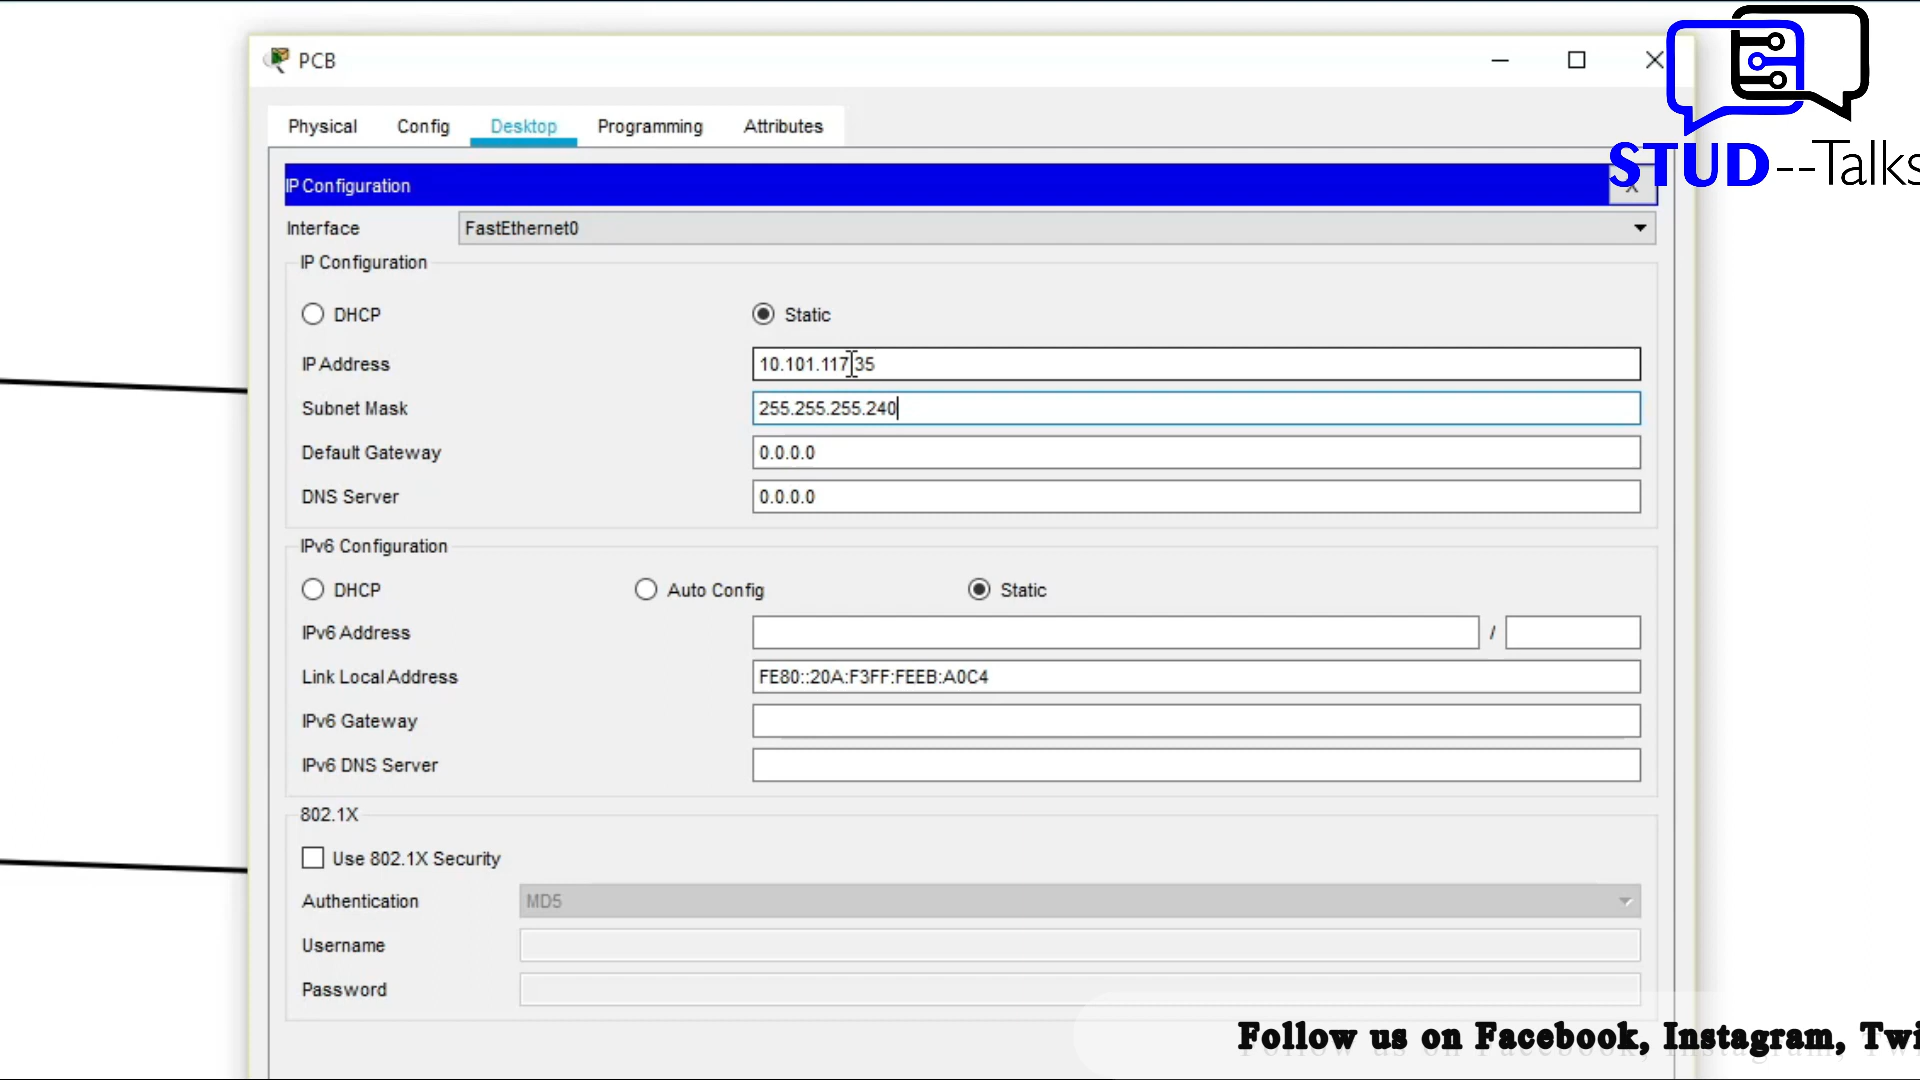 PCB
Physical Config Desktop Programming Attributes
STUD--Talks
IP Configuration X
Interface FastEthernet0
IP Configuration
DHCP Static
IP Address 10.101.117.35
Subnet Mask 255.255.255.240
Default Gateway 0.0.0.0
DNS Server 0.0.0.0
IPv6 Configuration
DHCP Auto Config Static
IPv6 Address /
Link Local Address FE80::20A:F3FF:FEEB:A0C4
IPv6 Gateway
IPv6 DNS Server
802.1X
Use 802.1X Security
Authentication MD5
Username
Password
Follow us on Facebook, Instagram, Twi